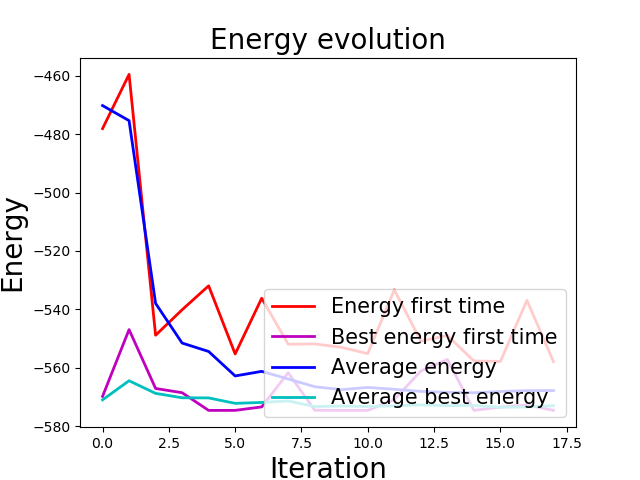 Energy evolution
Energy
−460
−480
−500
−520
−540
−560
−580
Energy first time
Best energy first time
Average energy
Average best energy
0.0 2.5 5.0 7.5 10.0 12.5 15.0 17.5
Iteration